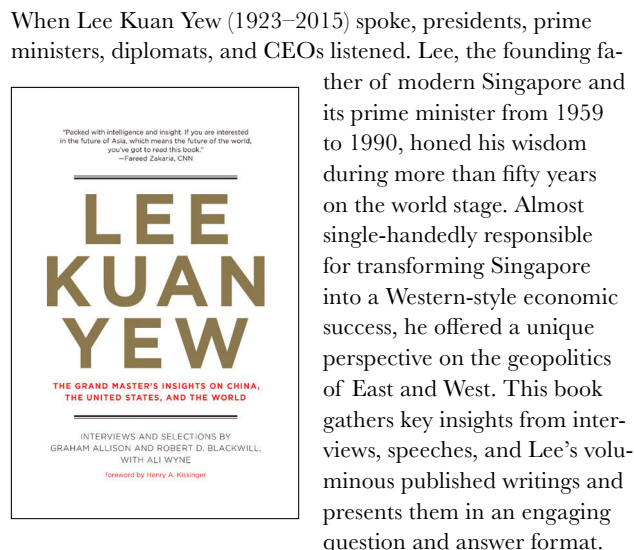 When Lee Kuan Yew (1923–2015) spoke, presidents, prime
ministers, diplomats, and CEOs listened. Lee, the founding fa-
ther of modern Singapore and
its prime minister from 1959
to 1990, honed his wisdom
during more than fifty years
on the world stage. Almost
single-handedly responsible
for transforming Singapore
into a Western-style economic
success, he offered a unique
perspective on the geopolitics
of East and West. This book
gathers key insights from inter-
views, speeches, and Lee's volu-
minous published writings and
presents them in an engaging
question and answer format.
"Packed with intelligence and insight. If you are interested
in the future of Asia, which means the future of the world,
you've got to read this book."
—Fareed Zakaria, CNN
LEE
KUAN
YEW
THE GRAND MASTER'S INSIGHTS ON CHINA,
THE UNITED STATES, AND THE WORLD
INTERVIEWS AND SELECTIONS BY
GRAHAM ALLISON AND ROBERT D. BLACKWILL,
WITH ALI WYNE
foreword by Henry A. Kissinger